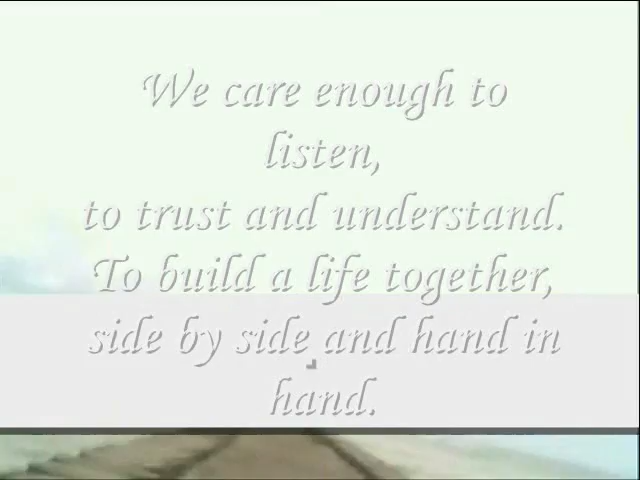 We care enough to
listen,
to trust and understand.
To build a life together,
side by side and hand in
hand.